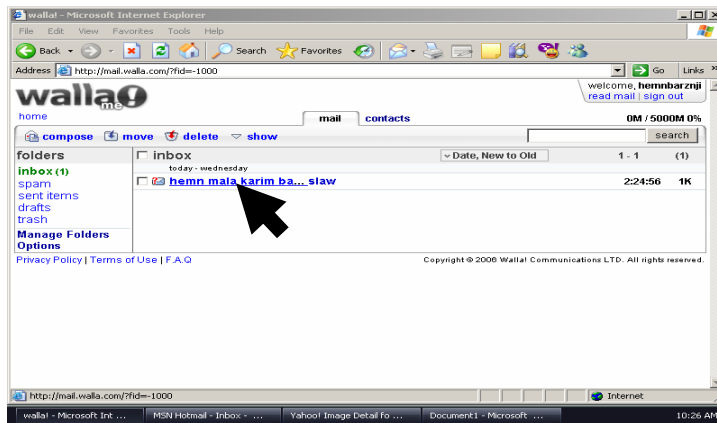 walla! - Microsoft Internet Explorer
File Edit View Favorites Tools Help
Back Search Favorites
Address http://mail.walla.com/?fid=-1000 Go Links »
walla! me
welcome, hemnbarznji
read mail | sign out
home mail contacts 0M / 5000M 0%
compose move delete show search
folders inbox Date, New to Old 1 - 1 (1)
today - wednesday
inbox (1)
hemn mala karim ba... slaw 2:24:56 1K
spam
sent items
drafts
trash
Manage Folders
Options
Privacy Policy | Terms of Use | F.A.Q Copyright © 2006 Walla! Communications LTD. All rights reserved.
http://mail.walla.com/?fid=-1000 Internet
walla! - Microsoft Int ... MSN Hotmail - Inbox - ... Yahoo! Image Detail fo ... Document1 - Microsoft ... 10:26 AM